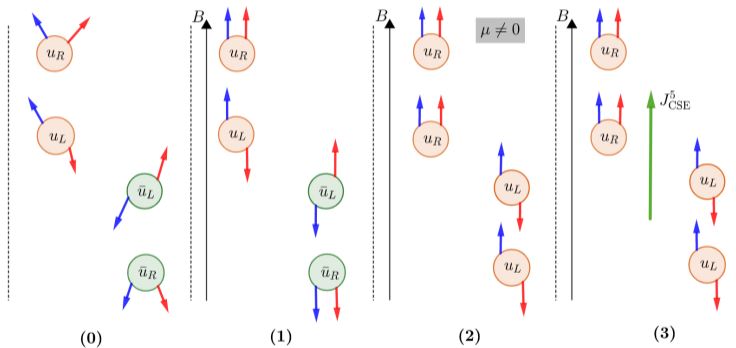 u_R
u_L
ū_L
ū_R
(0)
B
u_R
u_L
ū_L
ū_R
(1)
B
μ ≠ 0
u_R
u_R
u_L
u_L
(2)
B
u_R
J^5_CSE
u_R
u_L
u_L
(3)